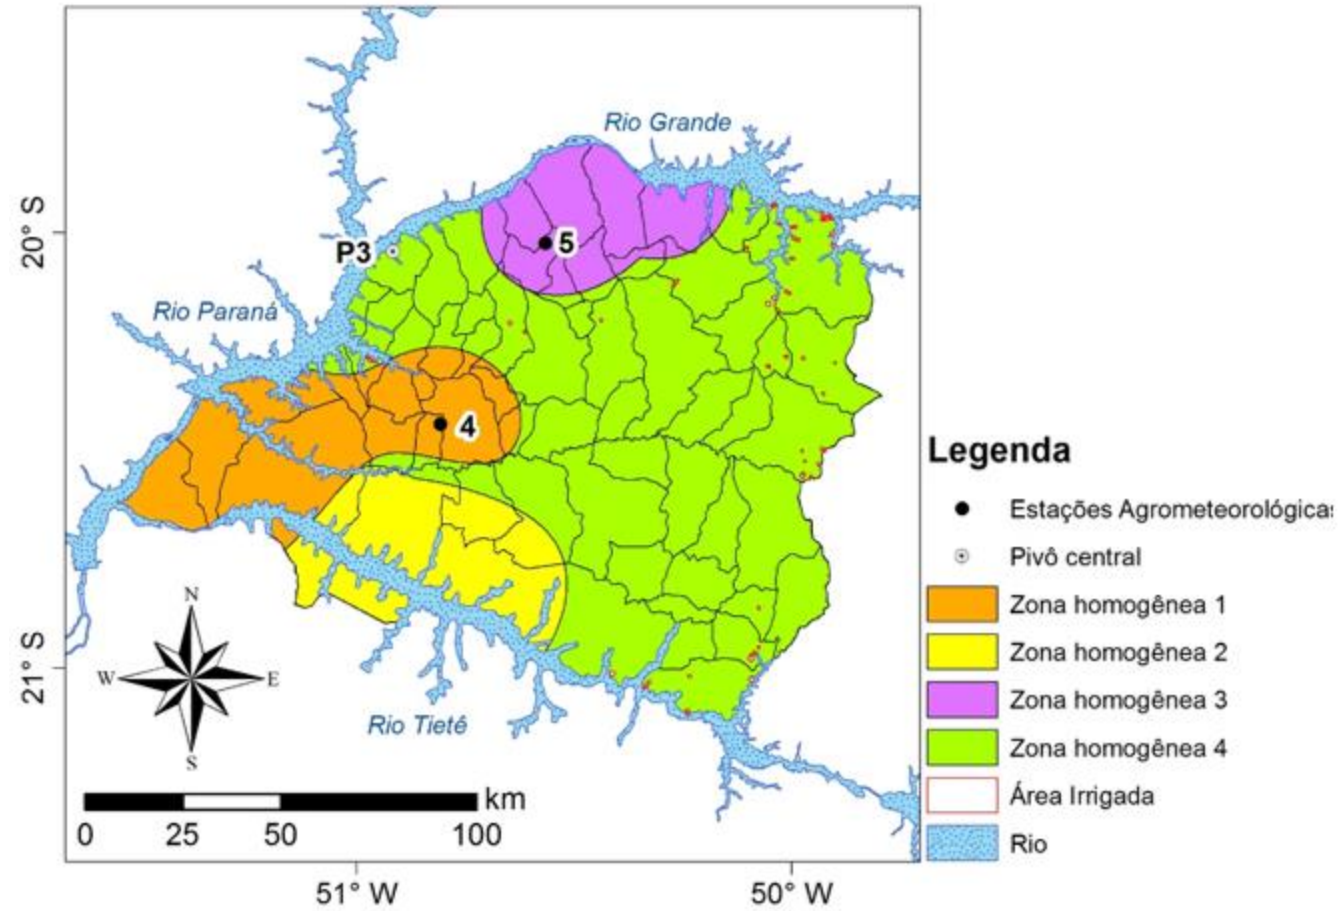 Rio Grande
20° S
5
P3
Rio Paraná
4
Legenda
Estações Agrometeorológicas
Pivô central
N
Zona homogênea 1
Zona homogênea 2
W
E
21° S
Zona homogênea 3
Rio Tietê
Zona homogênea 4
S
km
Área Irrigada
0 25 50 100
Rio
51° W 50° W